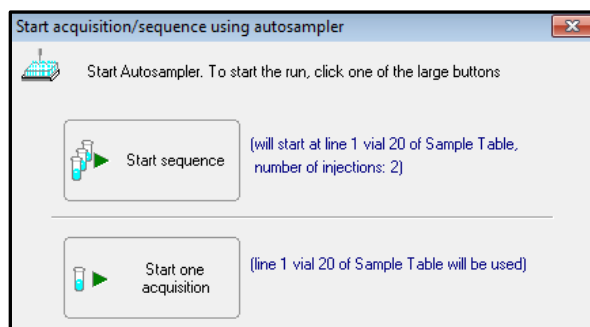 Start acquisition/sequence using autosampler
Start Autosampler. To start the run, click one of the large buttons
Start sequence
(will start at line 1 vial 20 of Sample Table,
number of injections: 2)
Start one
acquisition
(line 1 vial 20 of Sample Table will be used)